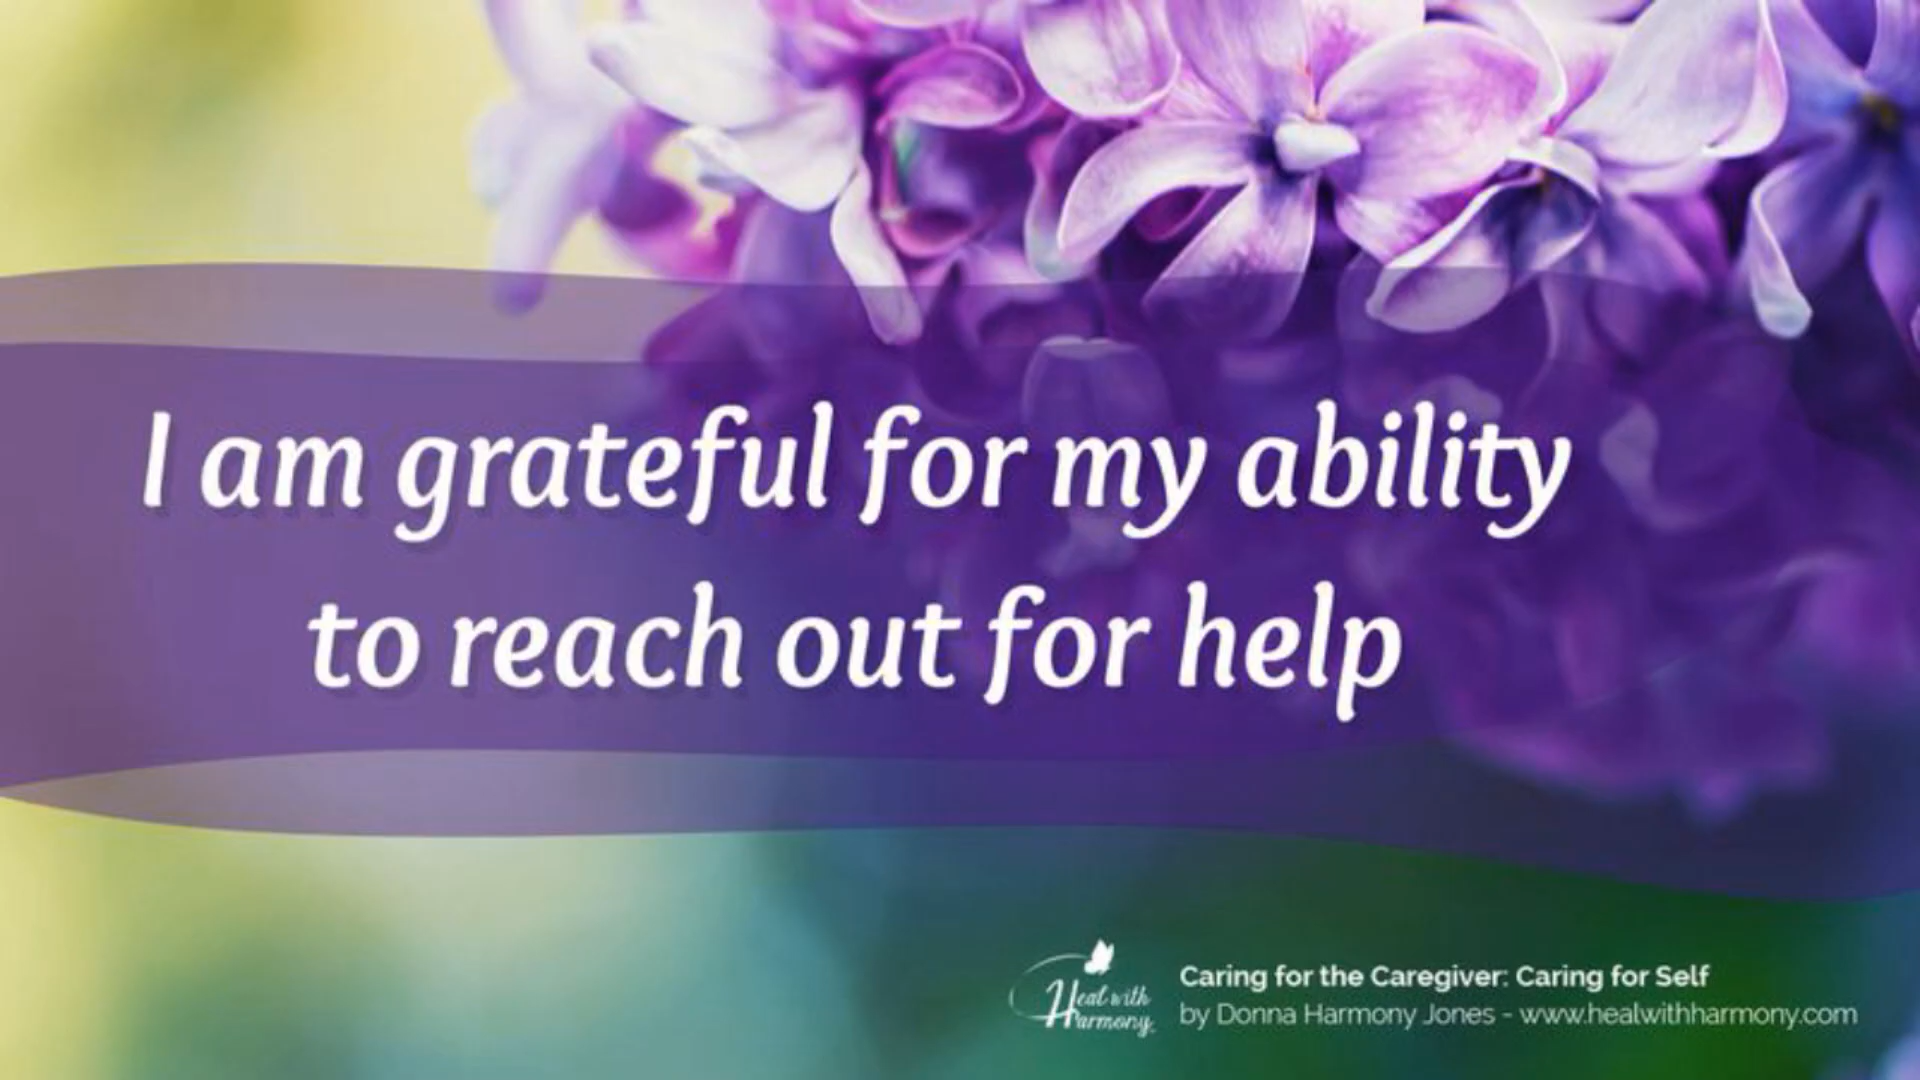 I am grateful for my ability
to reach out for help
Heal with
Harmony
Caring for the Caregiver: Caring for Self
by Donna Harmony Jones - www.healwithharmony.com